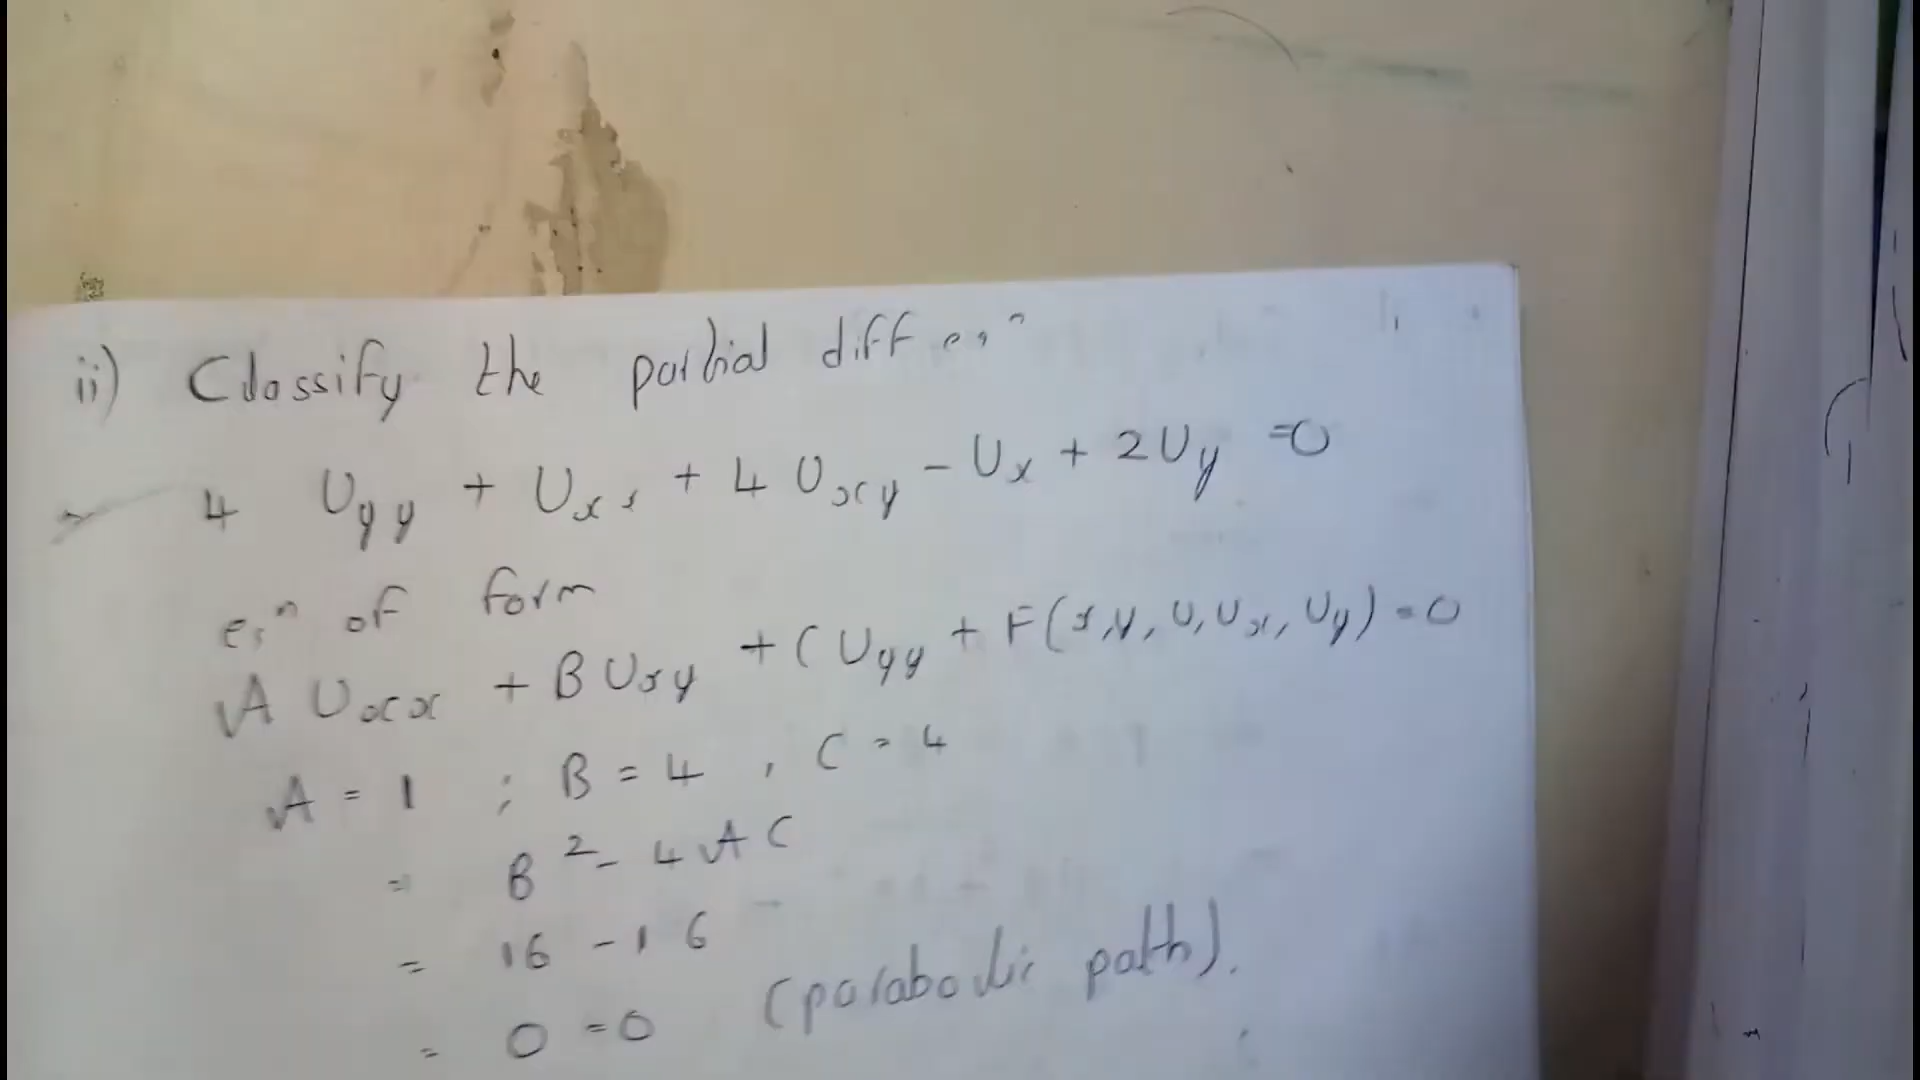 ii) Classify the partial diff eqⁿ
4 Uyy + Uxx + 4 Uxy - Ux + 2Uy = 0
eqⁿ of form
A Uxx + B Uxy + C Uyy + F(x, y, U, Ux, Uy) = 0
A = 1 ; B = 4 , C = 4
= B² - 4AC
= 16 - 16
= 0 = 0 (parabolic path).